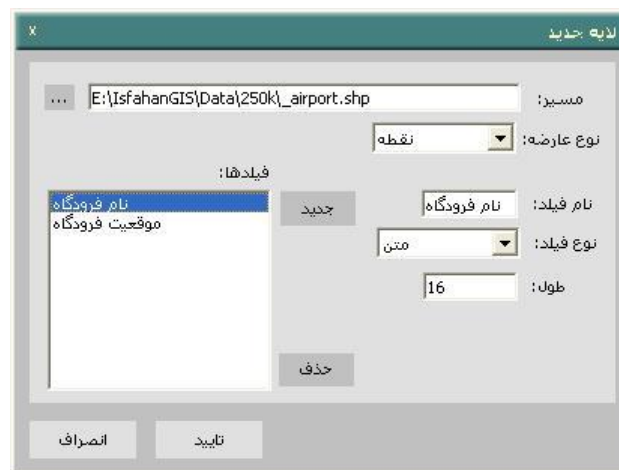 لایه جدید
x
مسیر:
E:\IsfahanGIS\Data\250k\_airport.shp
...
نوع عارضه:
نقطه
فیلدها:
نام فیلد:
نام فرودگاه
جدید
نام فرودگاه
موقعیت فرودگاه
نوع فیلد:
متن
طول:
16
حذف
تایید
انصراف